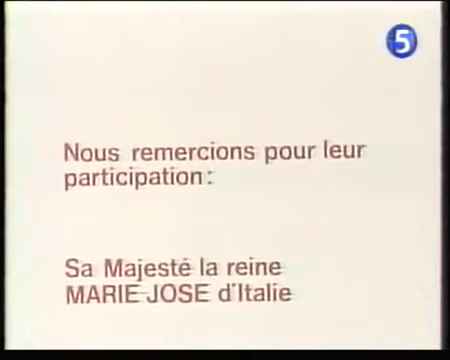 5
Nous remercions pour leur
participation:
Sa Majesté la reine
MARIE-JOSE d'Italie